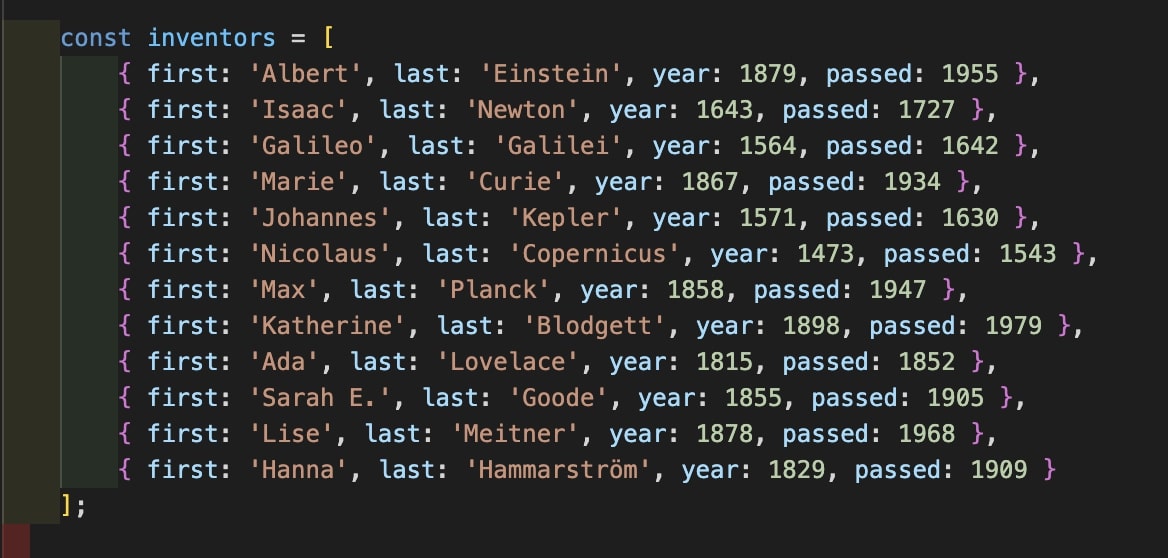 const inventors = [
    { first: 'Albert', last: 'Einstein', year: 1879, passed: 1955 },
    { first: 'Isaac', last: 'Newton', year: 1643, passed: 1727 },
    { first: 'Galileo', last: 'Galilei', year: 1564, passed: 1642 },
    { first: 'Marie', last: 'Curie', year: 1867, passed: 1934 },
    { first: 'Johannes', last: 'Kepler', year: 1571, passed: 1630 },
    { first: 'Nicolaus', last: 'Copernicus', year: 1473, passed: 1543 },
    { first: 'Max', last: 'Planck', year: 1858, passed: 1947 },
    { first: 'Katherine', last: 'Blodgett', year: 1898, passed: 1979 },
    { first: 'Ada', last: 'Lovelace', year: 1815, passed: 1852 },
    { first: 'Sarah E.', last: 'Goode', year: 1855, passed: 1905 },
    { first: 'Lise', last: 'Meitner', year: 1878, passed: 1968 },
    { first: 'Hanna', last: 'Hammarström', year: 1829, passed: 1909 }
];